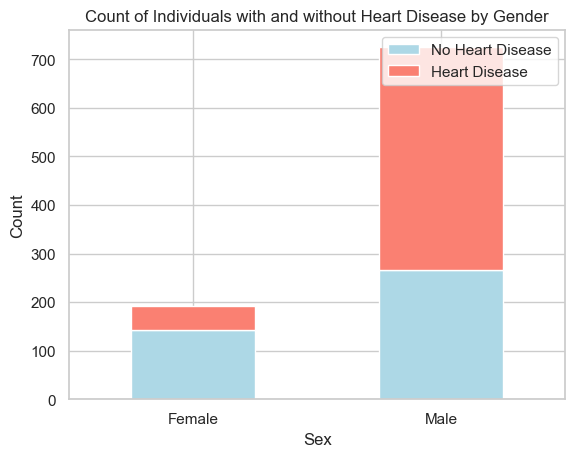 Count of Individuals with and without Heart Disease by Gender
No Heart Disease
Heart Disease
700
600
500
400
300
200
100
0
Count
Female
Male
Sex